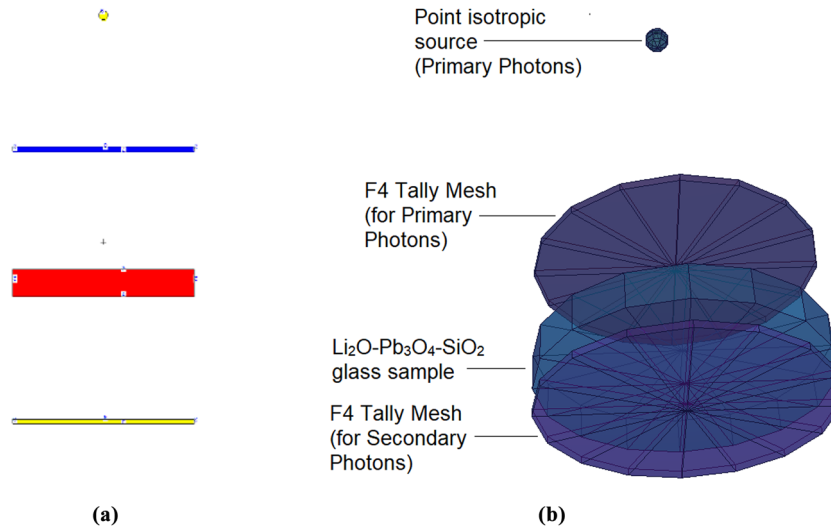 Point isotropic
source
(Primary Photons)
F4 Tally Mesh
(for Primary
Photons)
Li₂O-Pb₃O₄-SiO₂
glass sample
F4 Tally Mesh
(for Secondary
Photons)
(a)
(b)